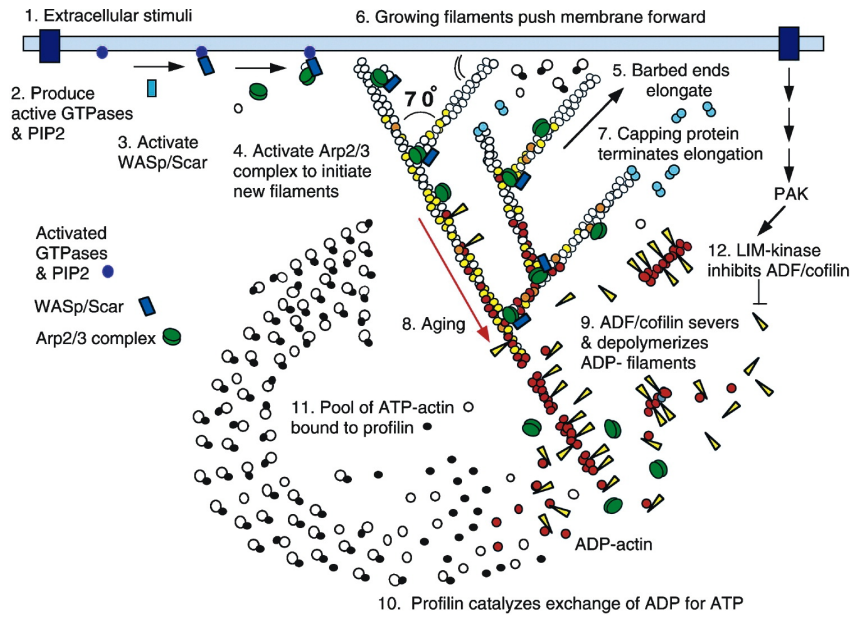 1. Extracellular stimuli
6. Growing filaments push membrane forward
2. Produce
active GTPases
& PIP2
3. Activate
WASp/Scar
4. Activate Arp2/3
complex to initiate
new filaments
70°
5. Barbed ends
elongate
7. Capping protein
terminates elongation
PAK
12. LIM-kinase
inhibits ADF/cofilin
Activated
GTPases
& PIP2
WASp/Scar
Arp2/3 complex
8. Aging
9. ADF/cofilin severs
& depolymerizes
ADP- filaments
11. Pool of ATP-actin
bound to profilin
ADP-actin
10. Profilin catalyzes exchange of ADP for ATP